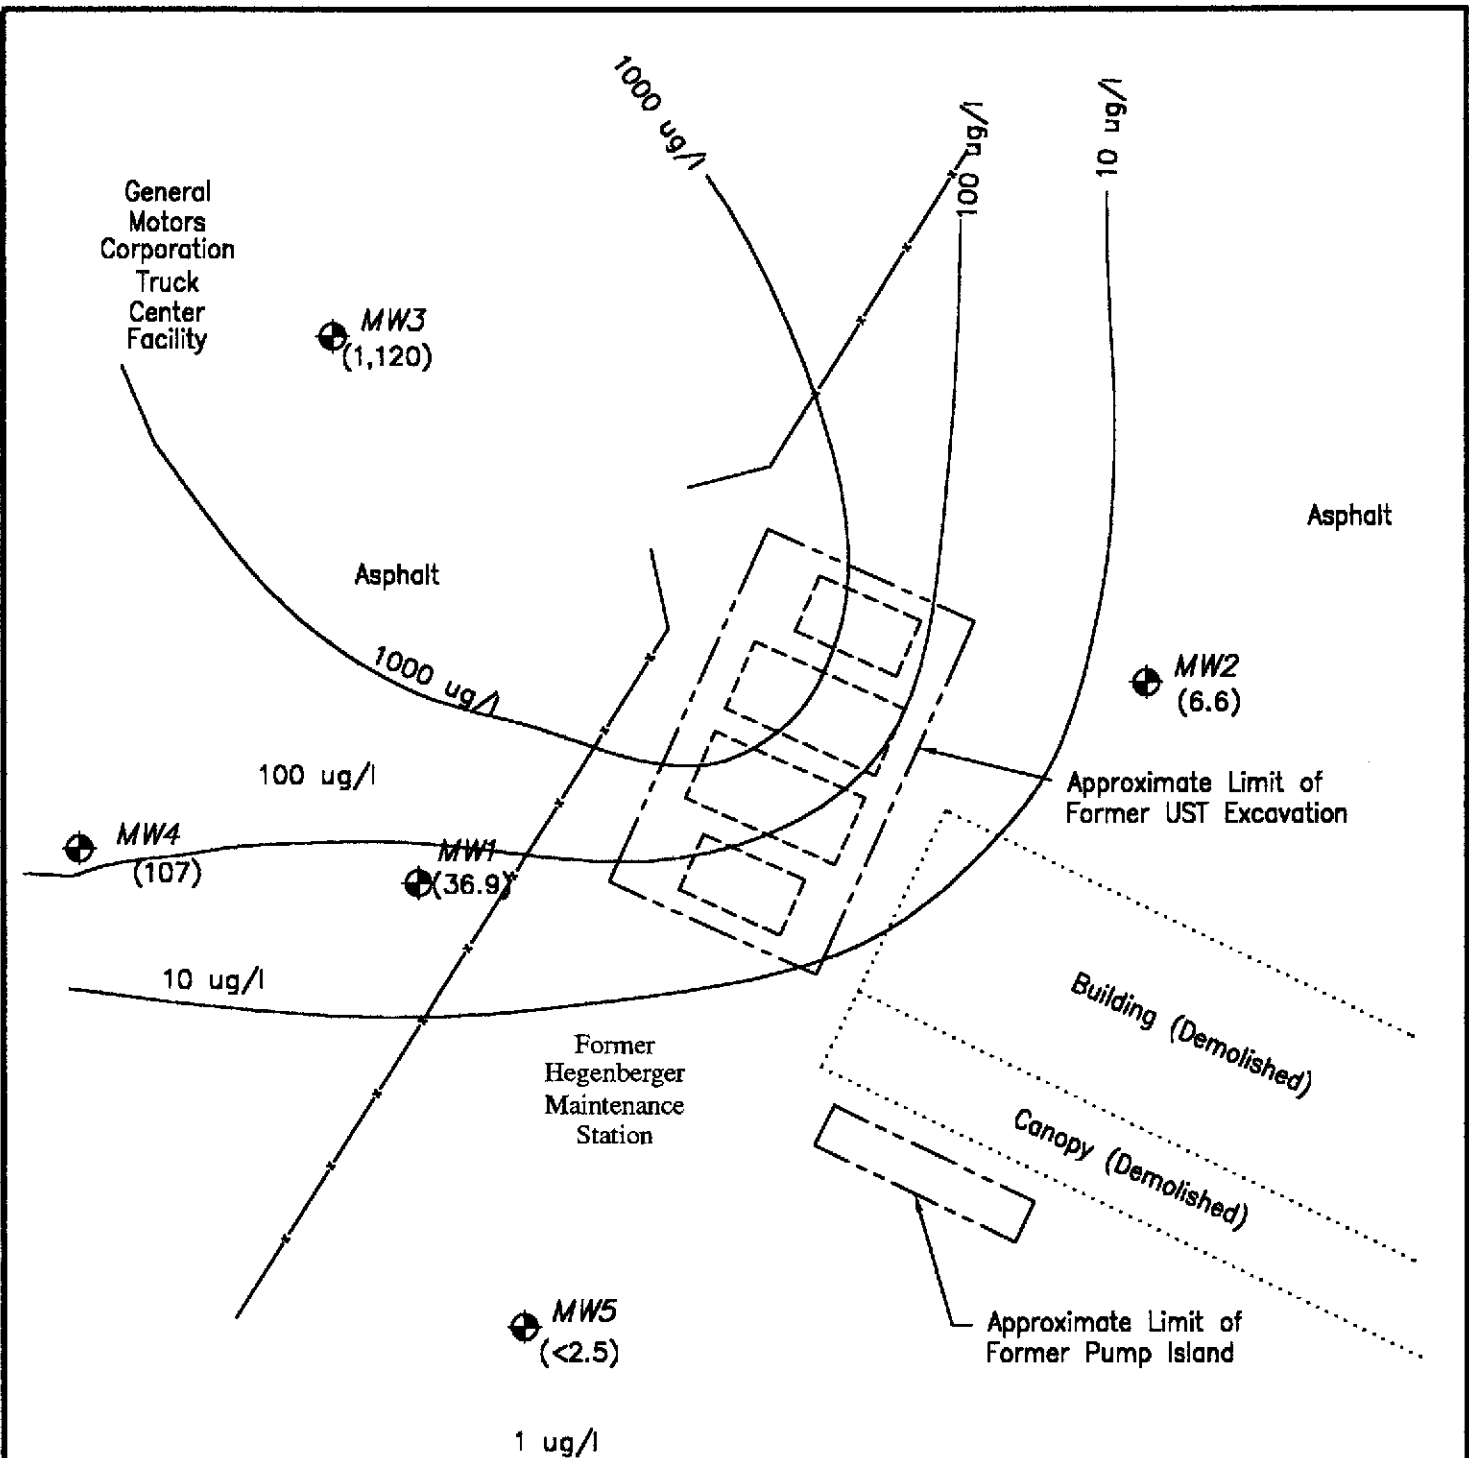 1000 ug/l
100 ug/l
10 ug/l
General
Motors
Corporation
Truck
Center
Facility
MW3
(1,120)
Asphalt
Asphalt
1000 ug/l
MW2
(6.6)
100 ug/l
Approximate Limit of
Former UST Excavation
MW4
(107)
MW1
(36.9)
10 ug/l
Building (Demolished)
Former
Hegenberger
Maintenance
Station
Canopy (Demolished)
MW5
(<2.5)
Approximate Limit of
Former Pump Island
1 ug/l